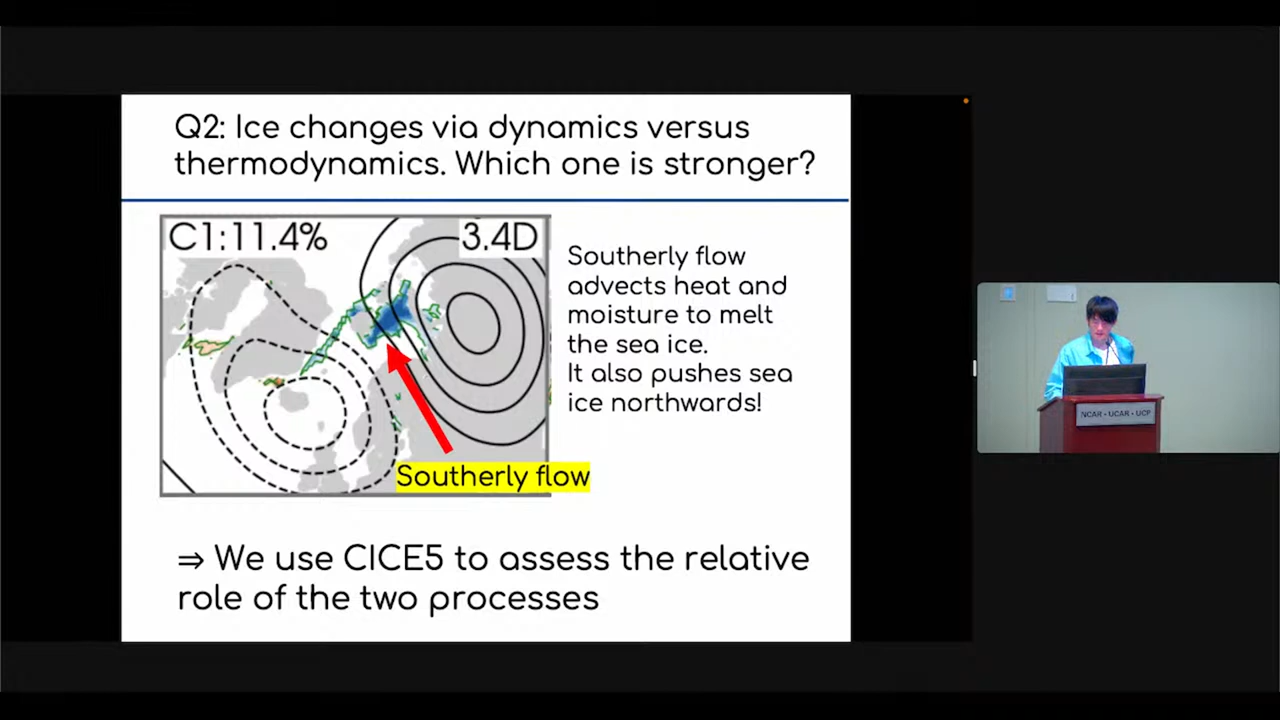 Q2: Ice changes via dynamics versus
thermodynamics. Which one is stronger?
C1:11.4%
3.4D
Southerly flow
advects heat and
moisture to melt
the sea ice.
It also pushes sea
ice northwards!
Southerly flow
⇒ We use CICE5 to assess the relative
role of the two processes
NCAR • UCAR • UCP